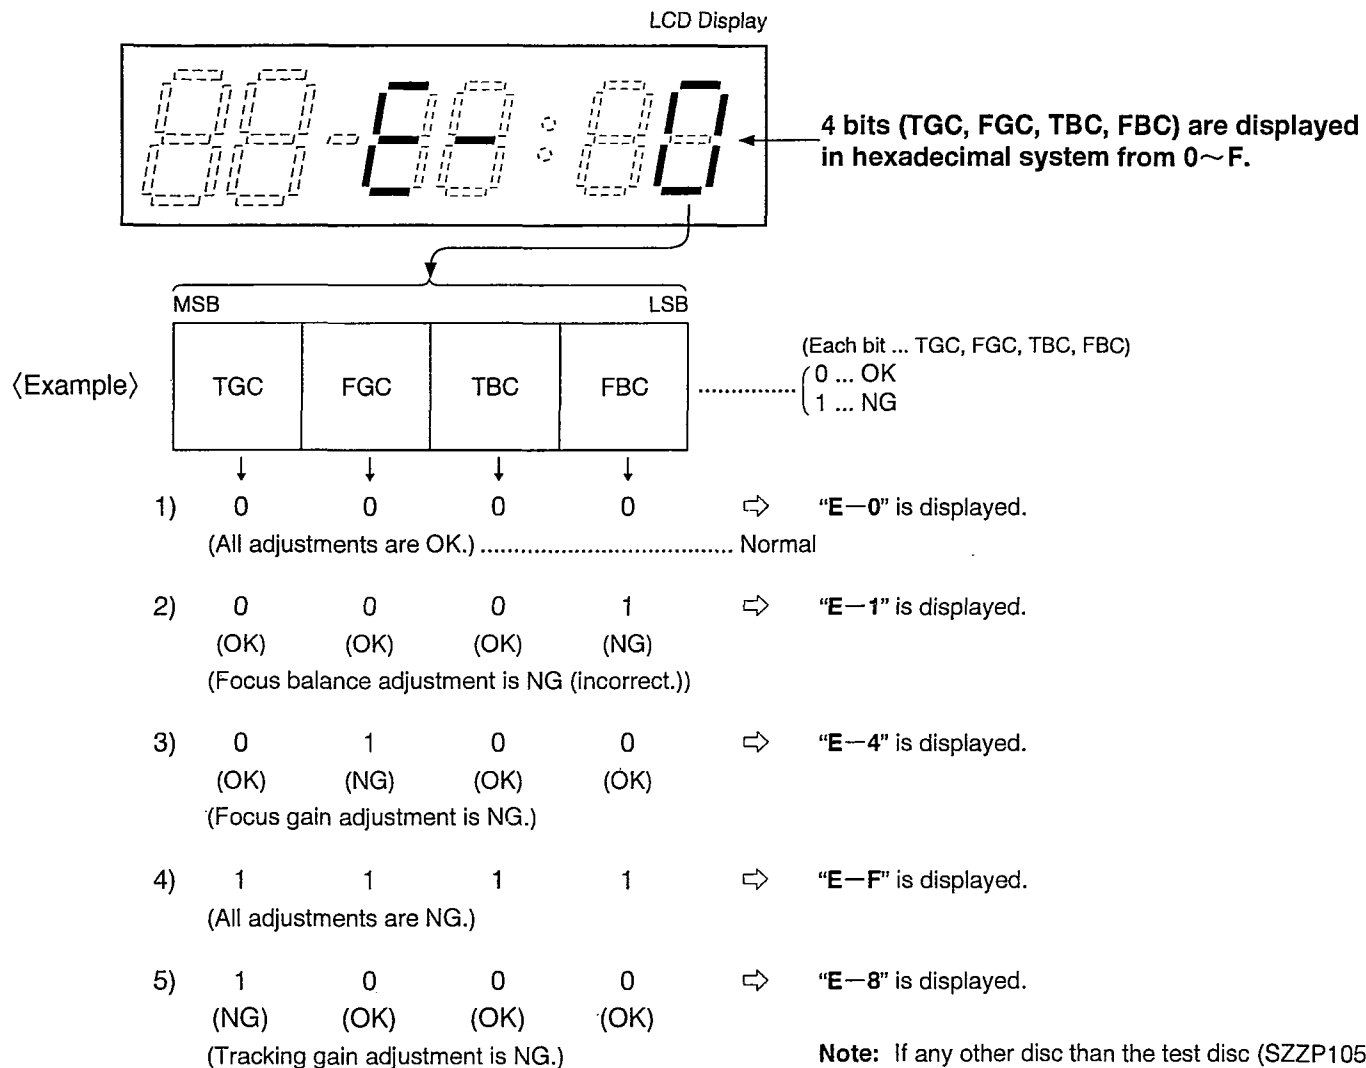 LCD Display
E- 0
4 bits (TGC, FGC, TBC, FBC) are displayed
in hexadecimal system from 0~F.
MSB LSB
(Each bit ... TGC, FGC, TBC, FBC)
0 ... OK
1 ... NG
〈Example〉 TGC FGC TBC FBC
1) 0 0 0 0 ⇨ “E—0” is displayed.
(All adjustments are OK.) ..................................... Normal
2) 0 0 0 1 ⇨ “E—1” is displayed.
(OK) (OK) (OK) (NG)
(Focus balance adjustment is NG (incorrect.))
3) 0 1 0 0 ⇨ “E—4” is displayed.
(OK) (NG) (OK) (OK)
(Focus gain adjustment is NG.)
4) 1 1 1 1 ⇨ “E—F” is displayed.
(All adjustments are NG.)
5) 1 0 0 0 ⇨ “E—8” is displayed.
(NG) (OK) (OK) (OK)
(Tracking gain adjustment is NG.)
Note: If any other disc than the test disc (SZZP105